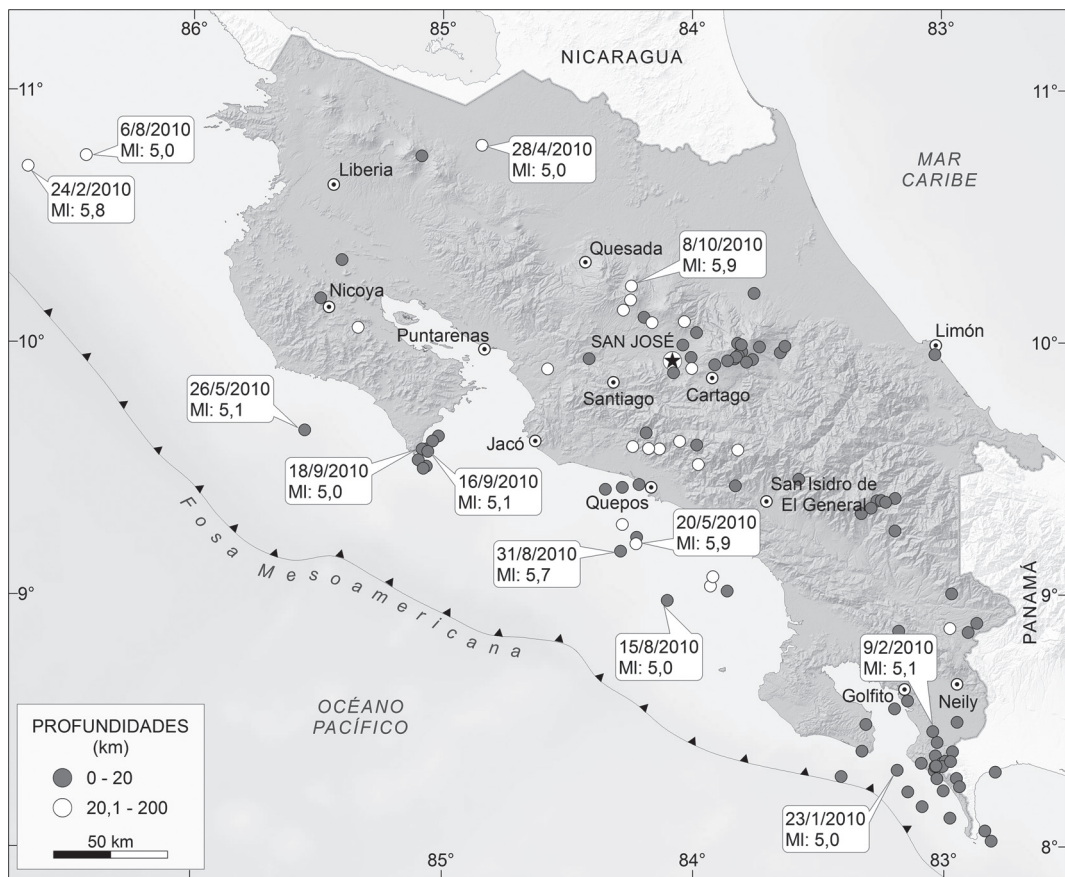 86°
85°
84°
83°
NICARAGUA
11°
11°
6/8/2010
Ml: 5,0
28/4/2010
Ml: 5,0
MAR
CARIBE
Liberia
24/2/2010
Ml: 5,8
Quesada
8/10/2010
Ml: 5,9
Nicoya
Puntarenas
SAN JOSÉ
Limón
10°
10°
Santiago
Cartago
26/5/2010
Ml: 5,1
Jacó
18/9/2010
Ml: 5,0
16/9/2010
Ml: 5,1
Quepos
San Isidro de
El General
20/5/2010
Ml: 5,9
31/8/2010
Ml: 5,7
Fosa Mesoamericana
9°
9°
PANAMÁ
15/8/2010
Ml: 5,0
9/2/2010
Ml: 5,1
Golfito
Neily
OCÉANO
PACÍFICO
PROFUNDIDADES
(km)
0 - 20
20,1 - 200
50 km
23/1/2010
Ml: 5,0
8°
85°
84°
83°